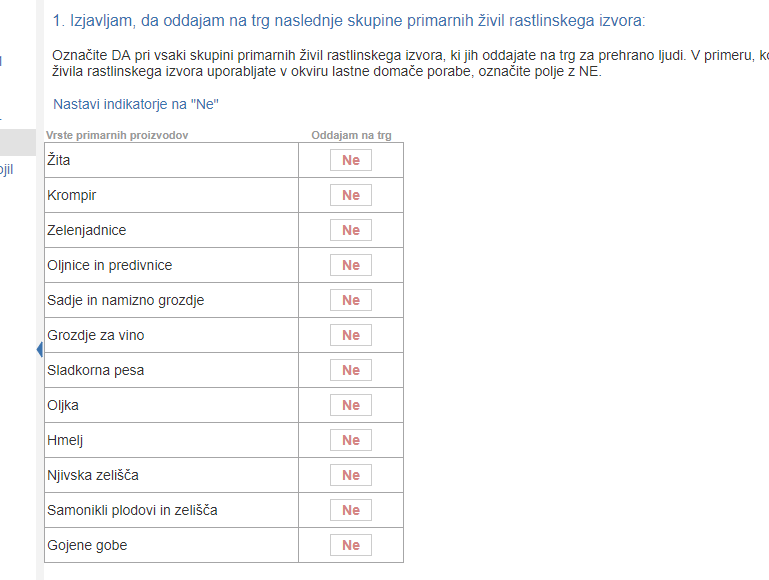 1. Izjavljam, da oddajam na trg naslednje skupine primarnih živil rastlinskega izvora:
Označite DA pri vsaki skupini primarnih živil rastlinskega izvora, ki jih oddajate na trg za prehrano ljudi. V primeru,
živila rastlinskega izvora uporabljate v okviru lastne domače porabe, označite polje z NE.
Nastavi indikatorje na "Ne"
Vrste primarnih proizvodov Oddajam na trg
Žita Ne
Krompir Ne
Zelenjadnice Ne
Oljnice in predivnice Ne
Sadje in namizno grozdje Ne
Grozdje za vino Ne
Sladkorna pesa Ne
Oljka Ne
Hmelj Ne
Njivska zelišča Ne
Samonikli plodovi in zelišča Ne
Gojene gobe Ne